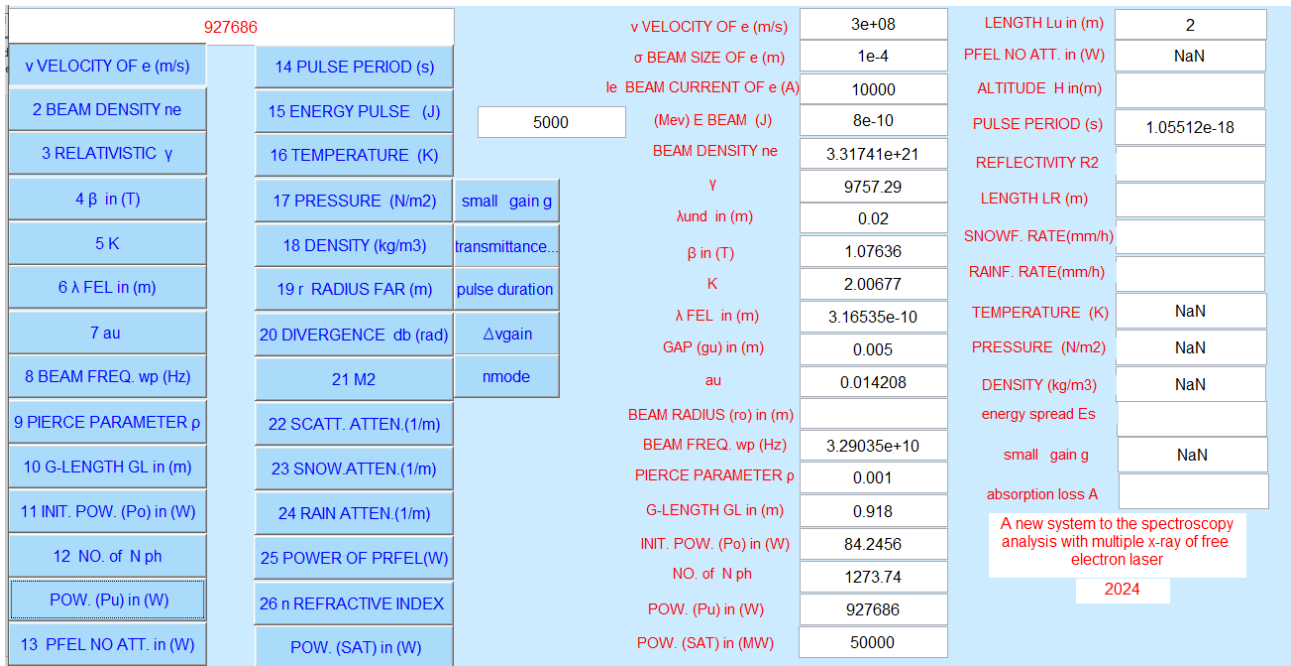 927686
v VELOCITY OF e (m/s)
2 BEAM DENSITY ne
3 RELATIVISTIC γ
4 β in (T)
5 K
6 λ FEL in (m)
7 au
8 BEAM FREQ. wp (Hz)
9 PIERCE PARAMETER ρ
10 G-LENGTH GL in (m)
11 INIT. POW. (Po) in (W)
12 NO. of N ph
POW. (Pu) in (W)
13 PFEL NO ATT. in (W)
14 PULSE PERIOD (s)
15 ENERGY PULSE (J)
16 TEMPERATURE (K)
17 PRESSURE (N/m2)
18 DENSITY (kg/m3)
19 r RADIUS FAR (m)
20 DIVERGENCE db (rad)
21 M2
22 SCATT. ATTEN.(1/m)
23 SNOW.ATTEN.(1/m)
24 RAIN ATTEN.(1/m)
25 POWER OF PRFEL(W)
26 n REFRACTIVE INDEX
POW. (SAT) in (W)
small gain g
transmittance...
pulse duration
Δvgain
nmode
v VELOCITY OF e (m/s) 3e+08
σ BEAM SIZE OF e (m) 1e-4
Ie BEAM CURRENT OF e (A) 10000
5000 (Mev) E BEAM (J) 8e-10
BEAM DENSITY ne 3.31741e+21
γ 9757.29
λund in (m) 0.02
β in (T) 1.07636
K 2.00677
λ FEL in (m) 3.16535e-10
GAP (gu) in (m) 0.005
au 0.014208
BEAM RADIUS (ro) in (m)
BEAM FREQ. wp (Hz) 3.29035e+10
PIERCE PARAMETER ρ 0.001
G-LENGTH GL in (m) 0.918
INIT. POW. (Po) in (W) 84.2456
NO. of N ph 1273.74
POW. (Pu) in (W) 927686
POW. (SAT) in (MW) 50000
LENGTH Lu in (m) 2
PFEL NO ATT. in (W) NaN
ALTITUDE H in(m)
PULSE PERIOD (s) 1.05512e-18
REFLECTIVITY R2
LENGTH LR (m)
SNOWF. RATE(mm/h)
RAINF. RATE(mm/h)
TEMPERATURE (K) NaN
PRESSURE (N/m2) NaN
DENSITY (kg/m3) NaN
energy spread Es
small gain g NaN
absorption loss A
A new system to the spectroscopy
analysis with multiple x-ray of free
electron laser
2024